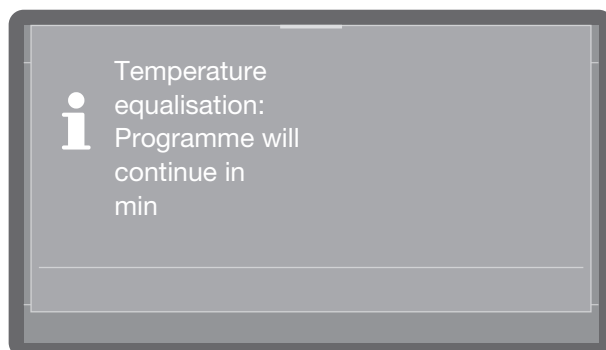 Temperature
equalisation:
Programme will
continue in
min